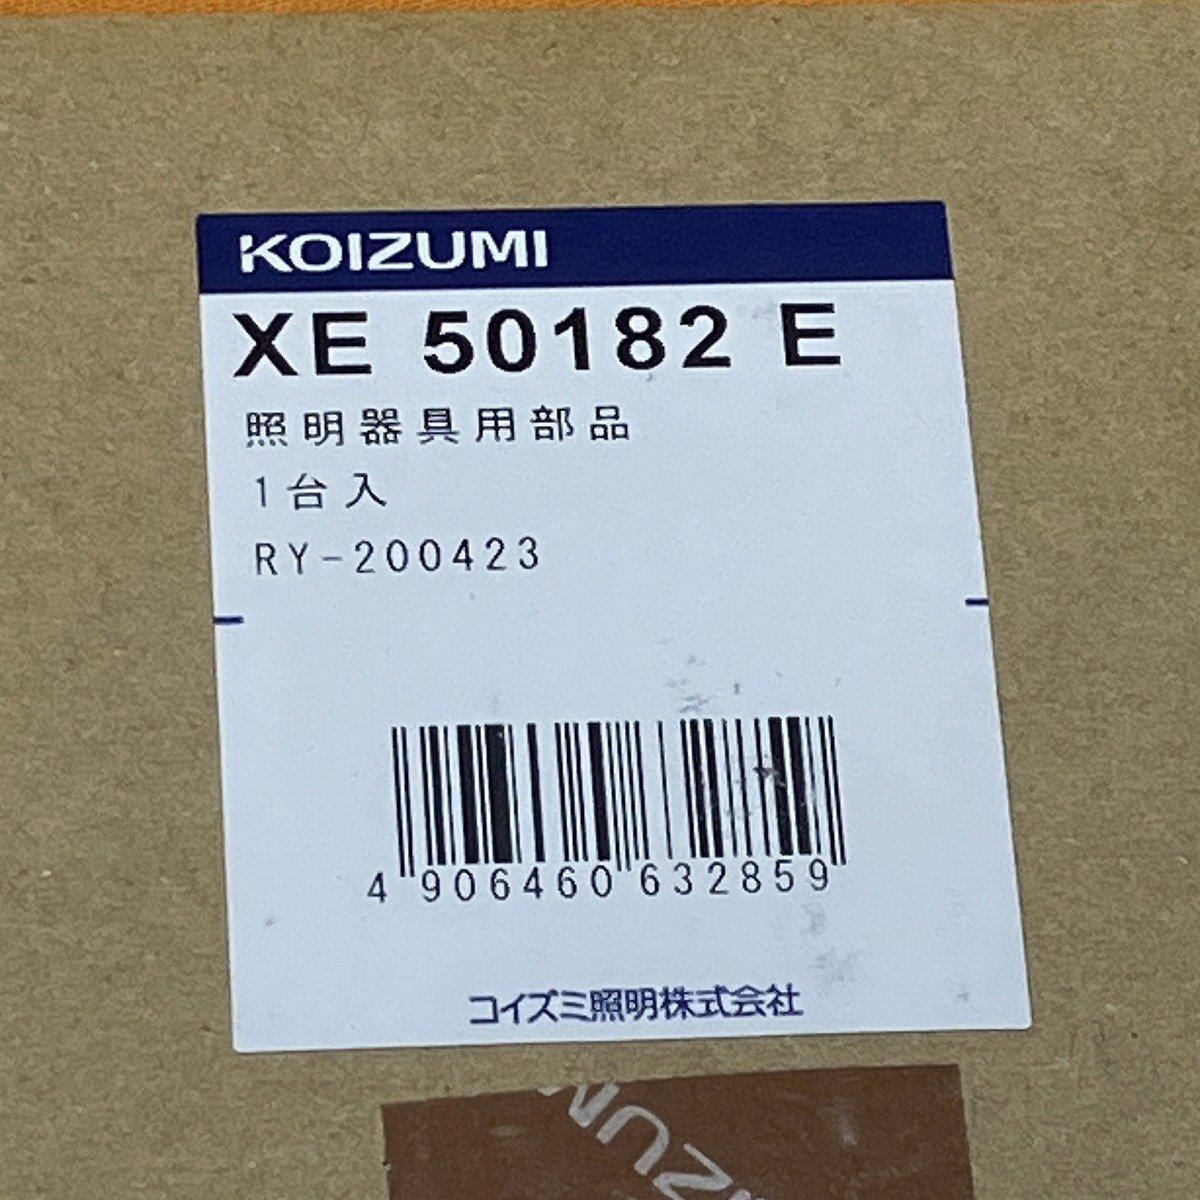 KOIZUMI
XE 50182 E
照明器具用部品
1台入
RY-200423
4 906460 632859
コイズミ照明株式会社